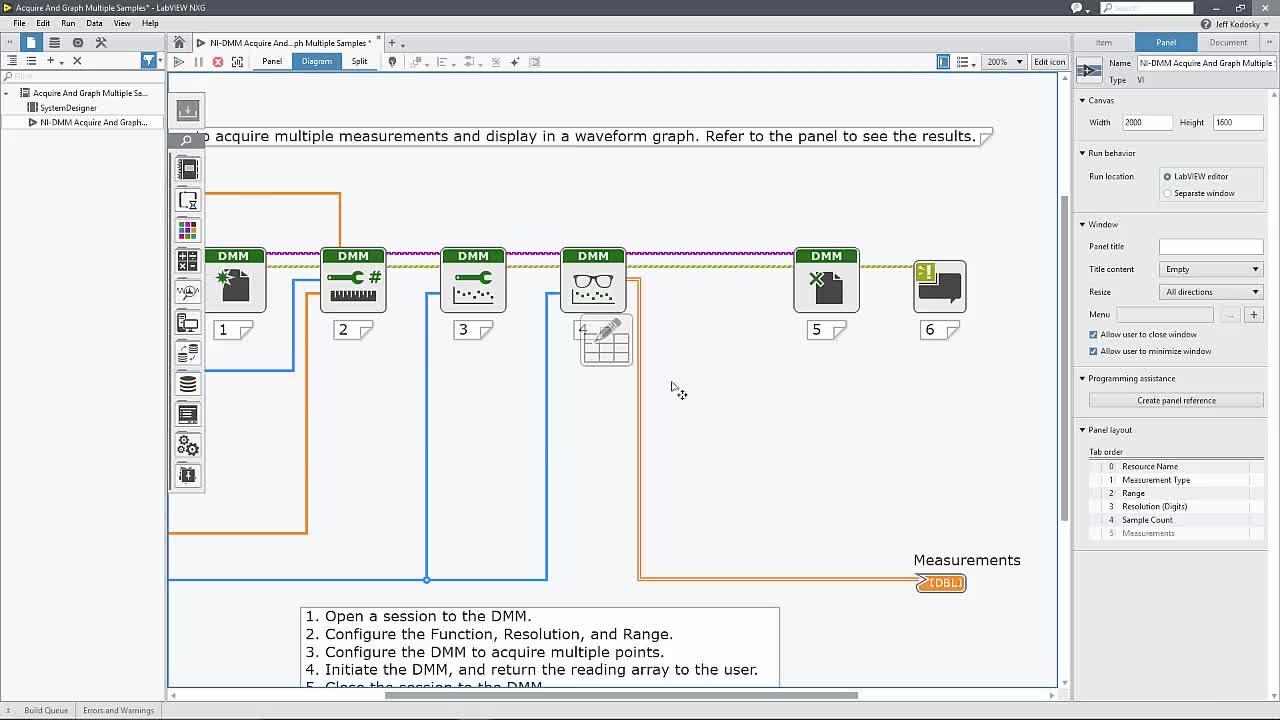 Acquire And Graph Multiple Samples* - LabVIEW NXG
Search
File Edit Run Data View Help
Jeff Kodosky
NI-DMM Acquire And...ph Multiple Samples *
Item Panel Document
Panel Diagram Split
200%
Edit icon
Filter
Name NI-DMM Acquire And Graph Multiple
Type VI
Acquire And Graph Multiple Sa...
SystemDesigner
NI-DMM Acquire And Graph...
Canvas
Width 2000 Height 1600
acquire multiple measurements and display in a waveform graph. Refer to the panel to see the results.
Run behavior
Run location LabVIEW editor
Separate window
Window
Panel title
Title content Empty
Resize All directions
Menu ... +
Allow user to close window
Allow user to minimize window
Programming assistance
Create panel reference
Panel layout
Tab order
0 Resource Name
1 Measurement Type
2 Range
3 Resolution (Digits)
4 Sample Count
5 Measurements
DMM DMM DMM DMM DMM
#
1 2 3 4 5 6
Measurements
[DBL]
1. Open a session to the DMM.
2. Configure the Function, Resolution, and Range.
3. Configure the DMM to acquire multiple points.
4. Initiate the DMM, and return the reading array to the user.
5. Close the session to the DMM.
Build Queue Errors and Warnings